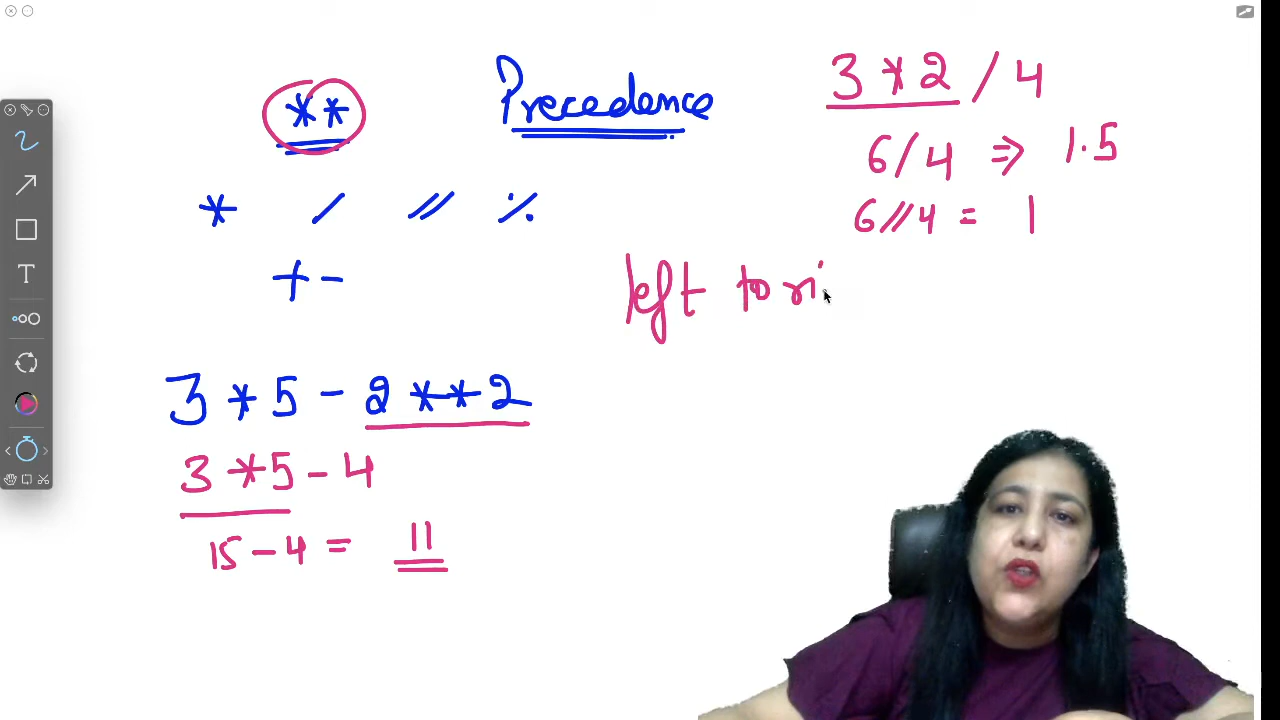 ** Precedence
* / // %
+ -
3 * 5 - 2 ** 2
3 * 5 - 4
15 - 4 = 11
3 * 2 / 4
6 / 4 ⇒ 1.5
6 // 4 = 1
left to ri
T